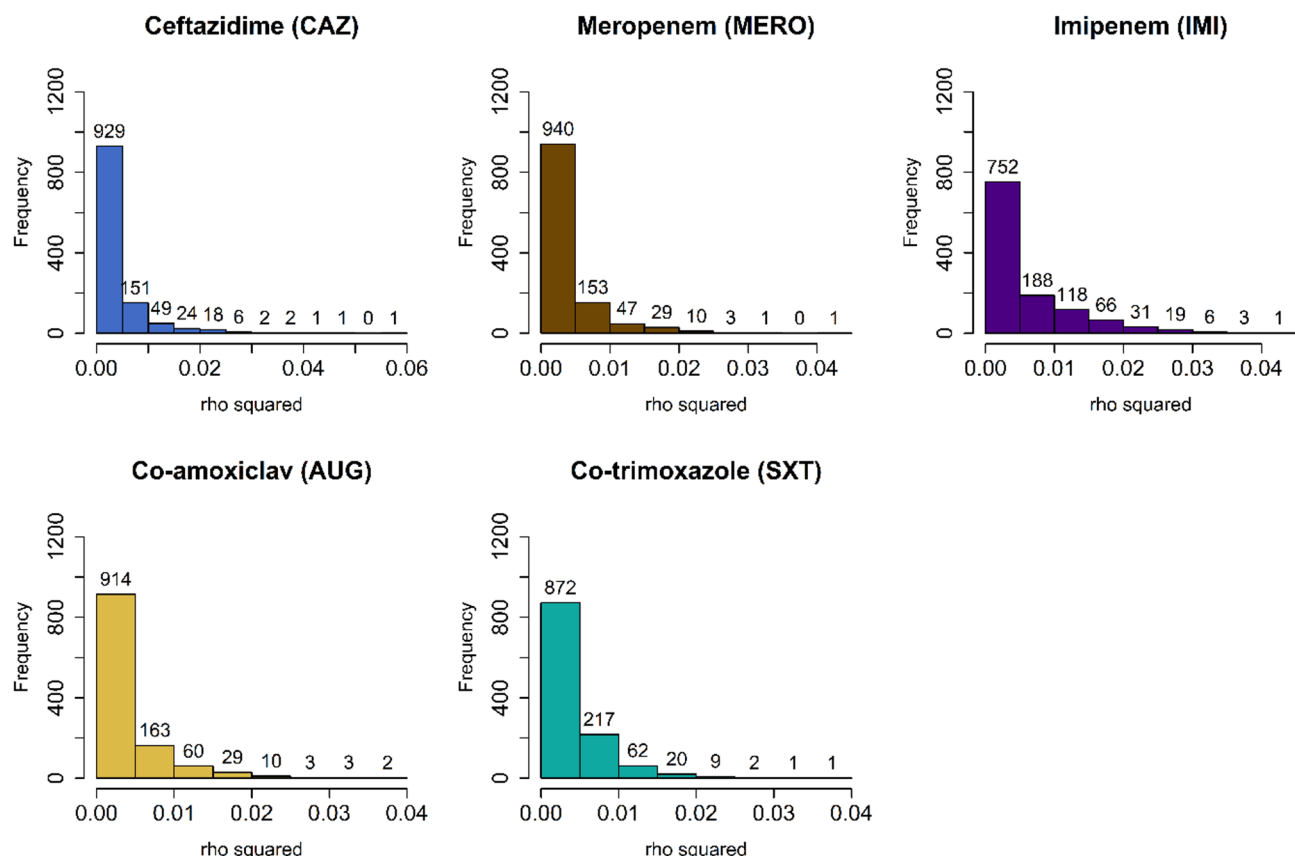 Ceftazidime (CAZ)
Frequency
0 400 800 1200
929 151 49 24 18 6 2 2 1 1 0 1
0.00 0.02 0.04 0.06
rho squared
Meropenem (MERO)
Frequency
0 400 800 1200
940 153 47 29 10 3 1 0 1
0.00 0.01 0.02 0.03 0.04
rho squared
Imipenem (IMI)
Frequency
0 400 800 1200
752 188 118 66 31 19 6 3 1
0.00 0.01 0.02 0.03 0.04
rho squared
Co-amoxiclav (AUG)
Frequency
0 400 800 1200
914 163 60 29 10 3 3 2
0.00 0.01 0.02 0.03 0.04
rho squared
Co-trimoxazole (SXT)
Frequency
0 400 800 1200
872 217 62 20 9 2 1 1
0.00 0.01 0.02 0.03 0.04
rho squared